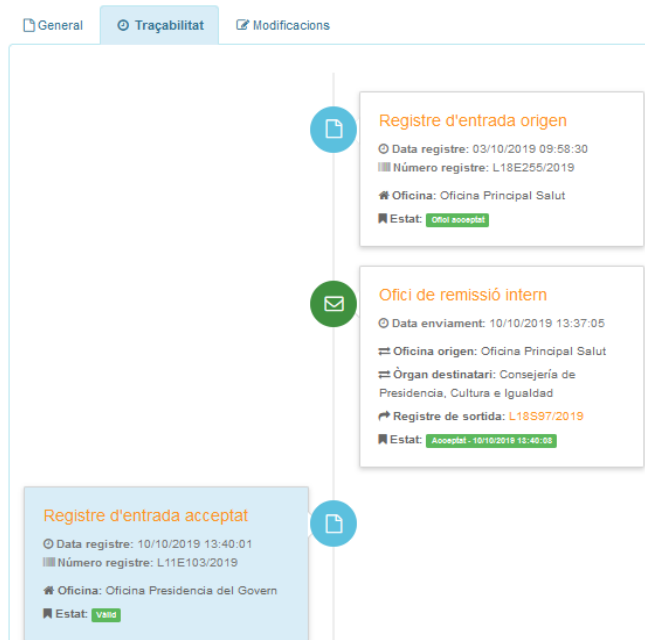 General Traçabilitat Modificacions
Registre d'entrada origen
Data registre: 03/10/2019 09:58:30
Número registre: L18E255/2019
Oficina: Oficina Principal Salut
Estat: Ofici acceptat
Ofici de remissió intern
Data enviament: 10/10/2019 13:37:05
Oficina origen: Oficina Principal Salut
Òrgan destinatari: Consejería de
Presidencia, Cultura e Igualdad
Registre de sortida: L18S97/2019
Estat: Acceptat - 10/10/2019 13:40:08
Registre d'entrada acceptat
Data registre: 10/10/2019 13:40:01
Número registre: L11E103/2019
Oficina: Oficina Presidencia del Govern
Estat: Vàlid